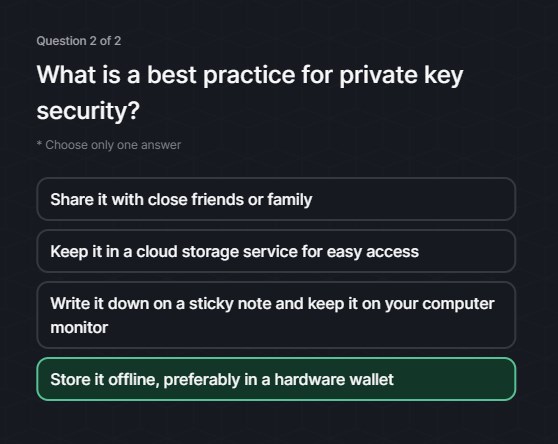 Question 2 of 2
What is a best practice for private key
security?
* Choose only one answer
Share it with close friends or family
Keep it in a cloud storage service for easy access
Write it down on a sticky note and keep it on your computer
monitor
Store it offline, preferably in a hardware wallet